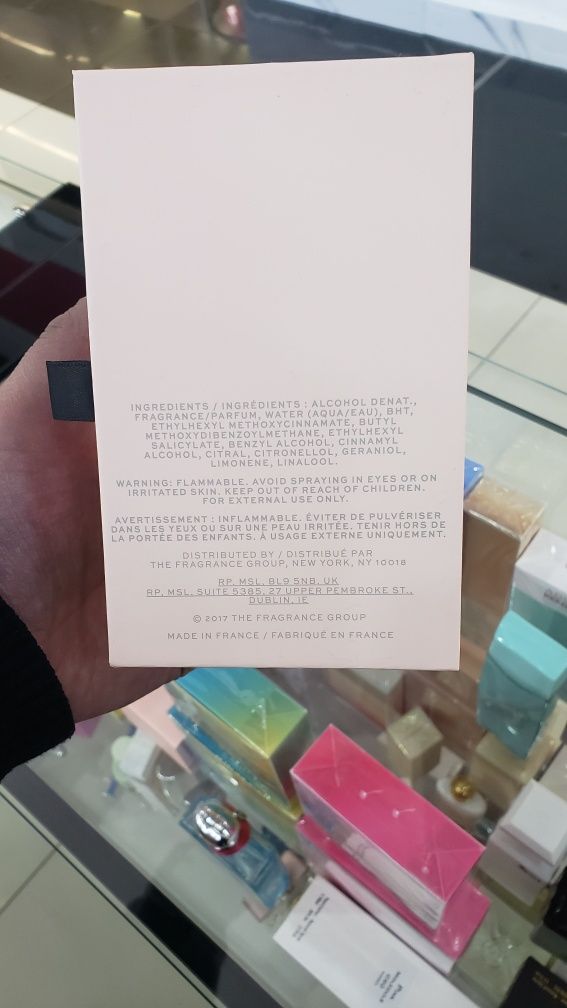 INGREDIENTS / INGRÉDIENTS : ALCOHOL DENAT.,
FRAGRANCE/PARFUM, WATER (AQUA/EAU), BHT,
ETHYLHEXYL METHOXYCINNAMATE, BUTYL
METHOXYDIBENZOYLMETHANE, ETHYLHEXYL
SALICYLATE, BENZYL ALCOHOL, CINNAMYL
ALCOHOL, CITRAL, CITRONELLOL, GERANIOL,
LIMONENE, LINALOOL.
WARNING: FLAMMABLE. AVOID SPRAYING IN EYES OR ON
IRRITATED SKIN. KEEP OUT OF REACH OF CHILDREN.
FOR EXTERNAL USE ONLY.
AVERTISSEMENT : INFLAMMABLE. ÉVITER DE PULVÉRISER
DANS LES YEUX OU SUR UNE PEAU IRRITÉE. TENIR HORS DE
LA PORTÉE DES ENFANTS. À USAGE EXTERNE UNIQUEMENT.
DISTRIBUTED BY / DISTRIBUÉ PAR
THE FRAGRANCE GROUP, NEW YORK, NY 10018
RP, MSL, BL9 5NB, UK
RP, MSL, SUITE 5385, 27 UPPER PEMBROKE ST.,
DUBLIN, IE
© 2017 THE FRAGRANCE GROUP
MADE IN FRANCE / FABRIQUÉ EN FRANCE